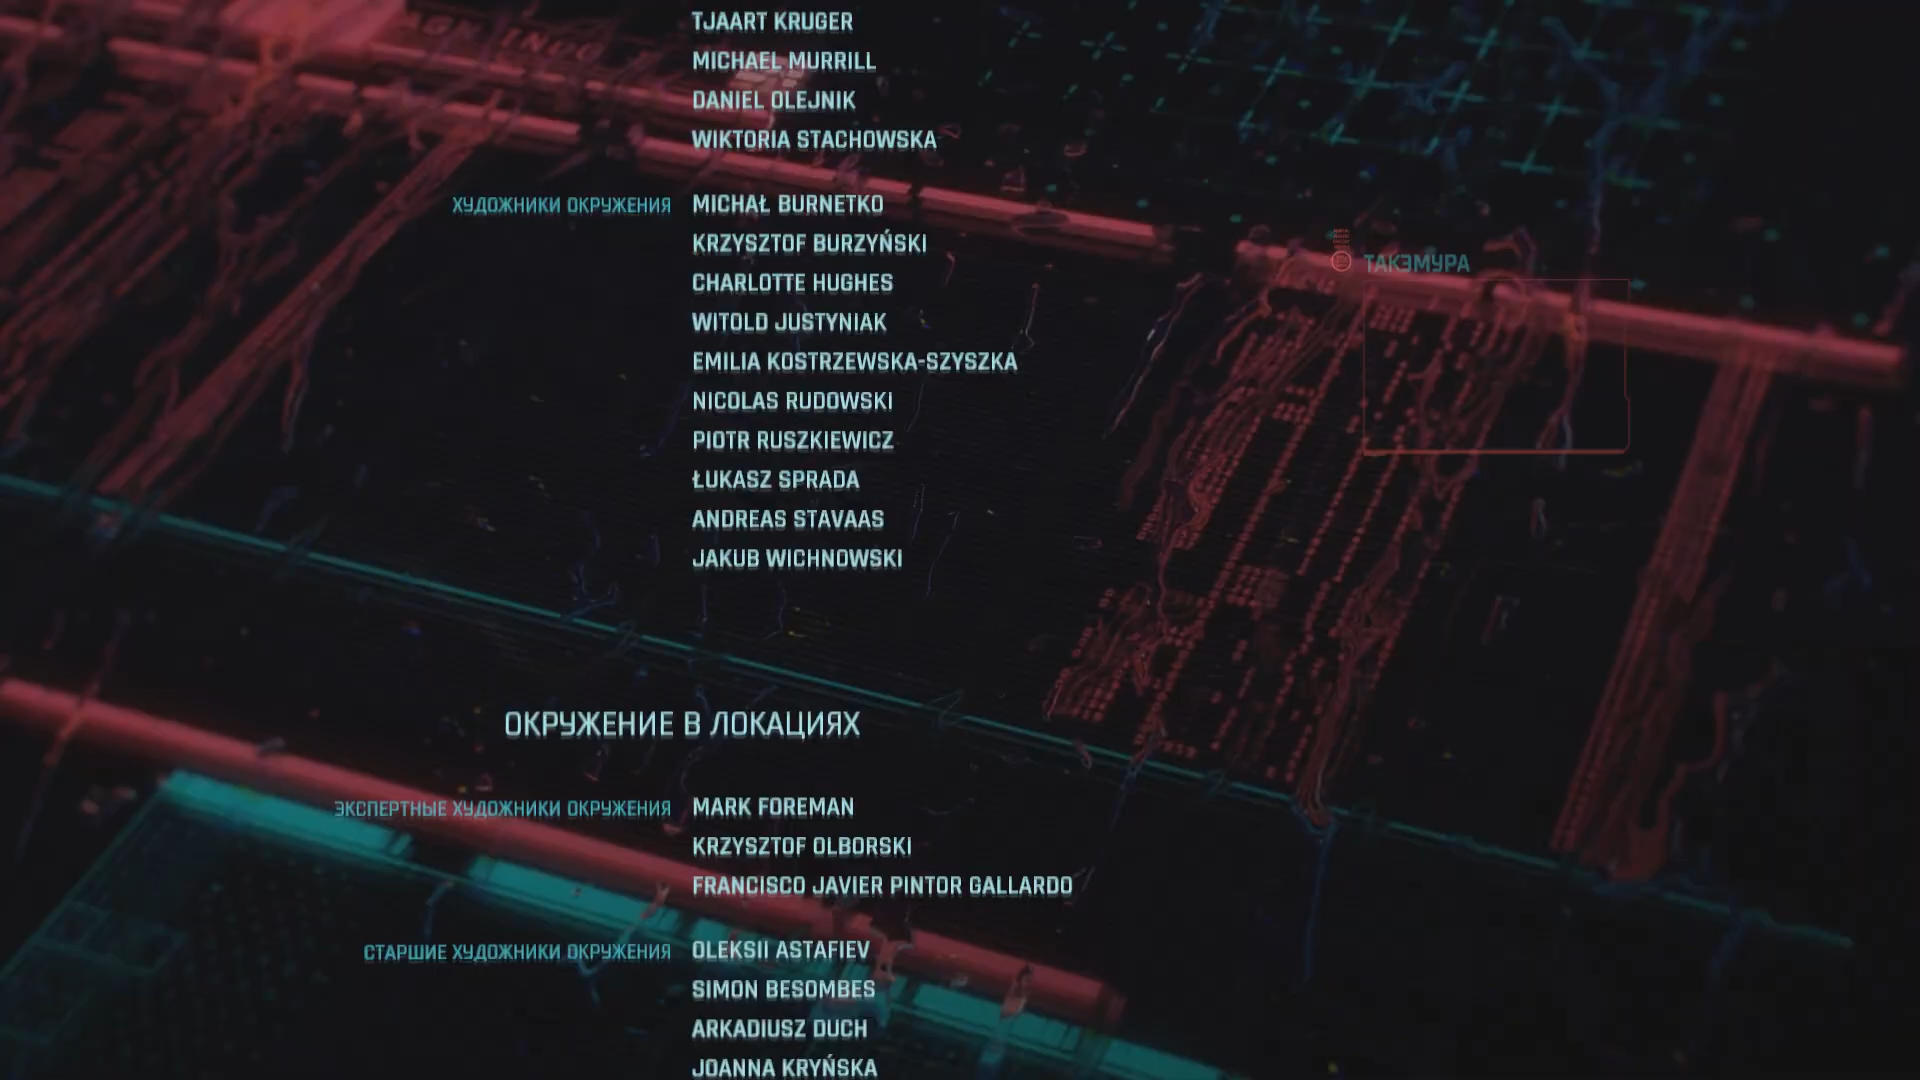 TJAART KRUGER
MICHAEL MURRILL
DANIEL OLEJNIK
WIKTORIA STACHOWSKA
ХУДОЖНИКИ ОКРУЖЕНИЯ MICHAŁ BURNETKO
KRZYSZTOF BURZYŃSKI
CHARLOTTE HUGHES
WITOLD JUSTYNIAK
EMILIA KOSTRZEWSKA-SZYSZKA
NICOLAS RUDOWSKI
PIOTR RUSZKIEWICZ
ŁUKASZ SPRADA
ANDREAS STAVAAS
JAKUB WICHNOWSKI
ТАКЭМУРА
ОКРУЖЕНИЕ В ЛОКАЦИЯХ
ЭКСПЕРТНЫЕ ХУДОЖНИКИ ОКРУЖЕНИЯ MARK FOREMAN
KRZYSZTOF OLBORSKI
FRANCISCO JAVIER PINTOR GALLARDO
СТАРШИЕ ХУДОЖНИКИ ОКРУЖЕНИЯ OLEKSII ASTAFIEV
SIMON BESOMBES
ARKADIUSZ DUCH
JOANNA KRYŃSKA